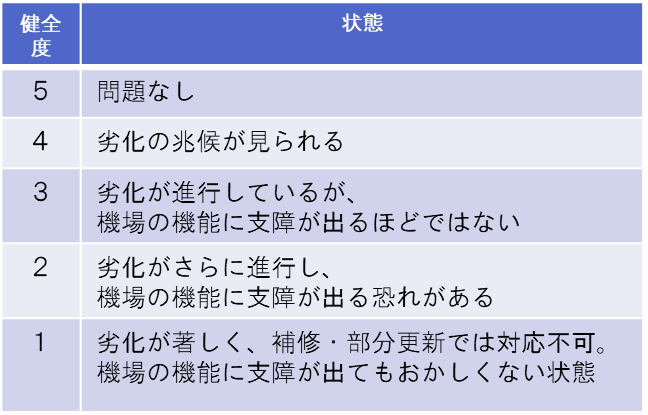 健全
度
状態
5
問題なし
4
劣化の兆候が見られる
3
劣化が進行しているが、
機場の機能に支障が出るほどではない
2
劣化がさらに進行し、
機場の機能に支障が出る恐れがある
1
劣化が著しく、補修・部分更新では対応不可。
機場の機能に支障が出てもおかしくない状態